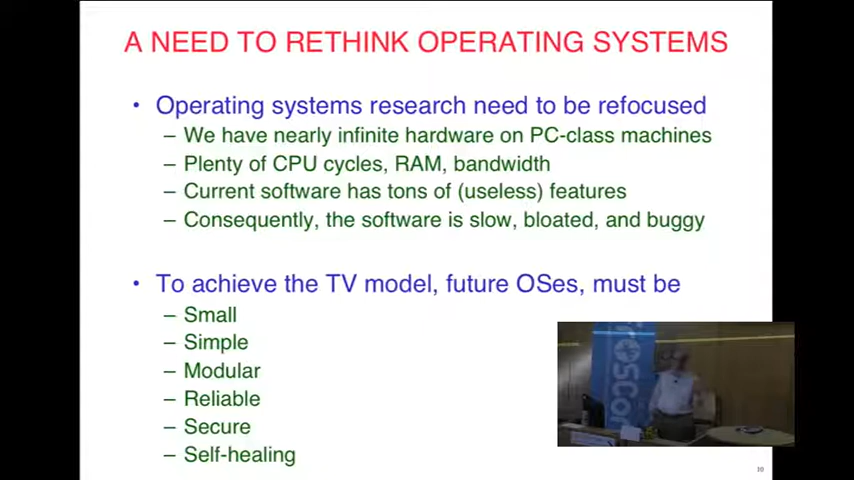 A NEED TO RETHINK OPERATING SYSTEMS
• Operating systems research need to be refocused
– We have nearly infinite hardware on PC-class machines
– Plenty of CPU cycles, RAM, bandwidth
– Current software has tons of (useless) features
– Consequently, the software is slow, bloated, and buggy
• To achieve the TV model, future OSes, must be
– Small
– Simple
– Modular
– Reliable
– Secure
– Self-healing
10